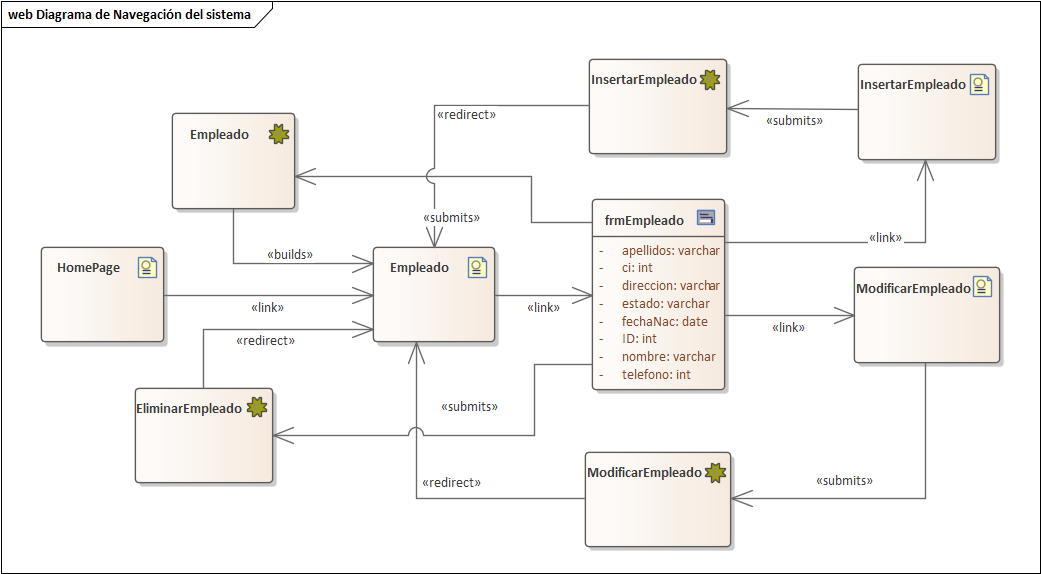 web Diagrama de Navegación del sistema
InsertarEmpleado
InsertarEmpleado
«redirect»
«submits»
Empleado
«submits»
frmEmpleado
«link»
«builds»
HomePage
Empleado
- apellidos: varchar
- ci: int
- direccion: varchar
- estado: varchar
- fechaNac: date
- ID: int
- nombre: varchar
- telefono: int
ModificarEmpleado
«link»
«link»
«link»
«redirect»
EliminarEmpleado
«submits»
ModificarEmpleado
«redirect»
«submits»